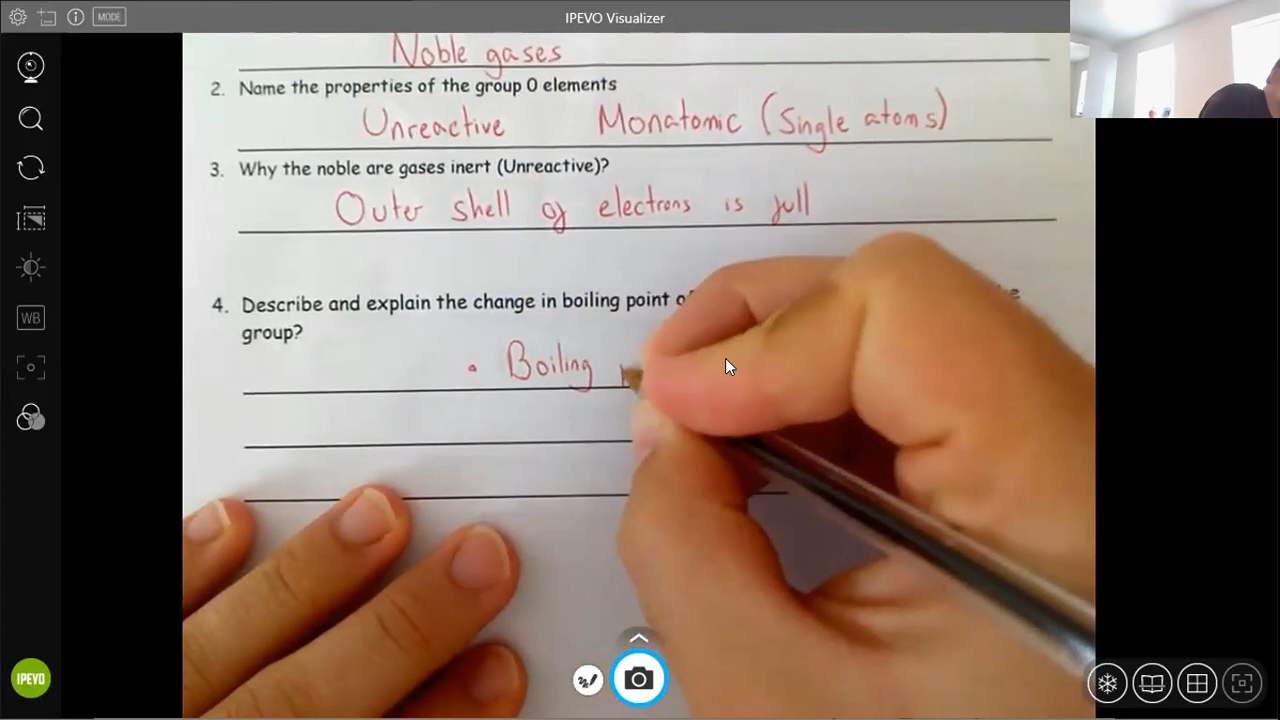 MODE
IPEVO Visualizer
Noble gases
2. Name the properties of the group 0 elements
Unreactive Monatomic (Single atoms)
3. Why the noble are gases inert (Unreactive)?
Outer shell of electrons is full
4. Describe and explain the change in boiling point
group?
• Boiling
WB
IPEVO